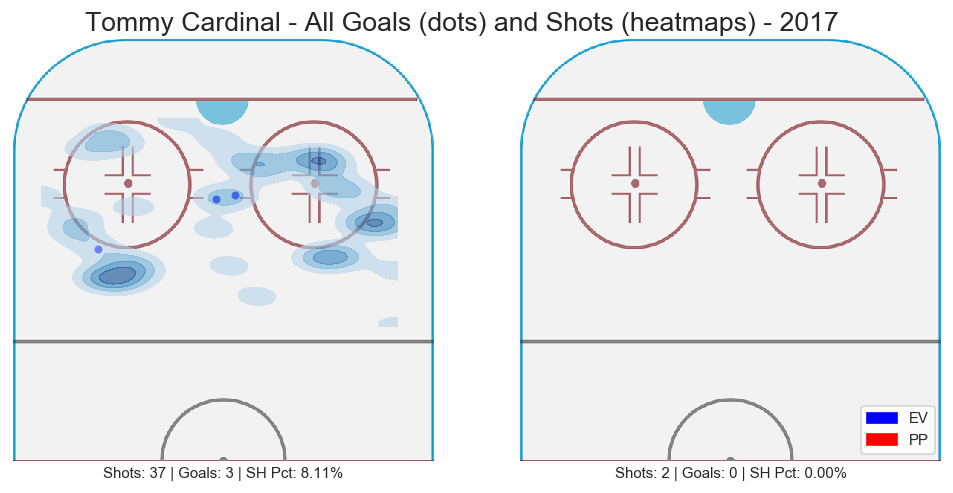 Tommy Cardinal - All Goals (dots) and Shots (heatmaps) - 2017
EV
PP
Shots: 37 | Goals: 3 | SH Pct: 8.11%
Shots: 2 | Goals: 0 | SH Pct: 0.00%